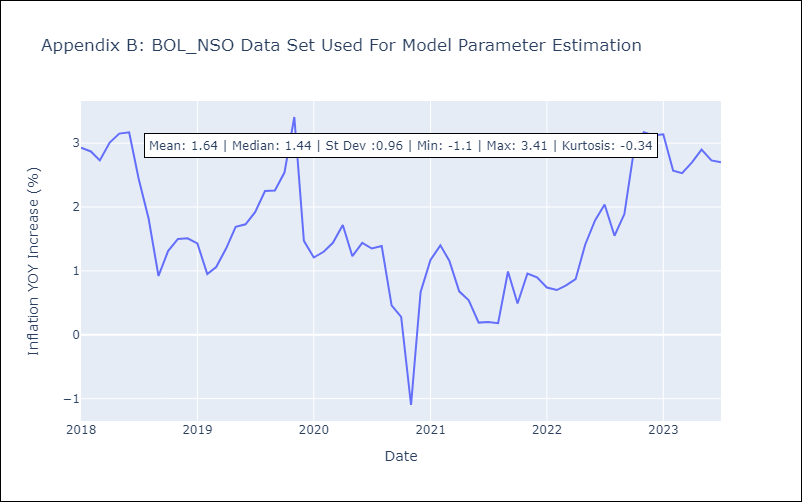 Appendix B: BOL_NSO Data Set Used For Model Parameter Estimation
Mean: 1.64 | Median: 1.44 | St Dev :0.96 | Min: -1.1 | Max: 3.41 | Kurtosis: -0.34
Inflation YOY Increase (%)
3
2
1
0
−1
2018 2019 2020 2021 2022 2023
Date